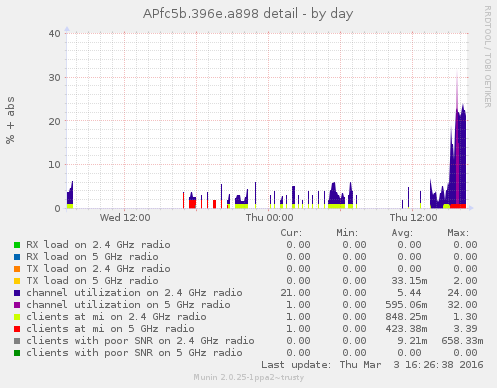 APfc5b.396e.a898 detail - by day
RRDTOOL / TOBI OETIKER
% + abs
40
30
20
10
0
Wed 12:00 Thu 00:00 Thu 12:00
Cur: Min: Avg: Max:
RX load on 2.4 GHz radio 0.00 0.00 0.00 0.00
RX load on 5 GHz radio 0.00 0.00 0.00 0.00
TX load on 2.4 GHz radio 0.00 0.00 0.00 0.00
TX load on 5 GHz radio 0.00 0.00 33.15m 2.00
channel utilization on 2.4 GHz radio 21.00 0.00 5.44 24.00
channel utilization on 5 GHz radio 1.00 0.00 595.06m 32.00
clients at mi on 2.4 GHz radio 1.00 0.00 848.25m 1.30
clients at mi on 5 GHz radio 1.00 0.00 423.38m 3.39
clients with poor SNR on 2.4 GHz radio 0.00 0.00 9.21m 658.33m
clients with poor SNR on 5 GHz radio 0.00 0.00 0.00 0.00
Last update: Thu Mar 3 16:26:38 2016
Munin 2.0.25-1ppa2~trusty